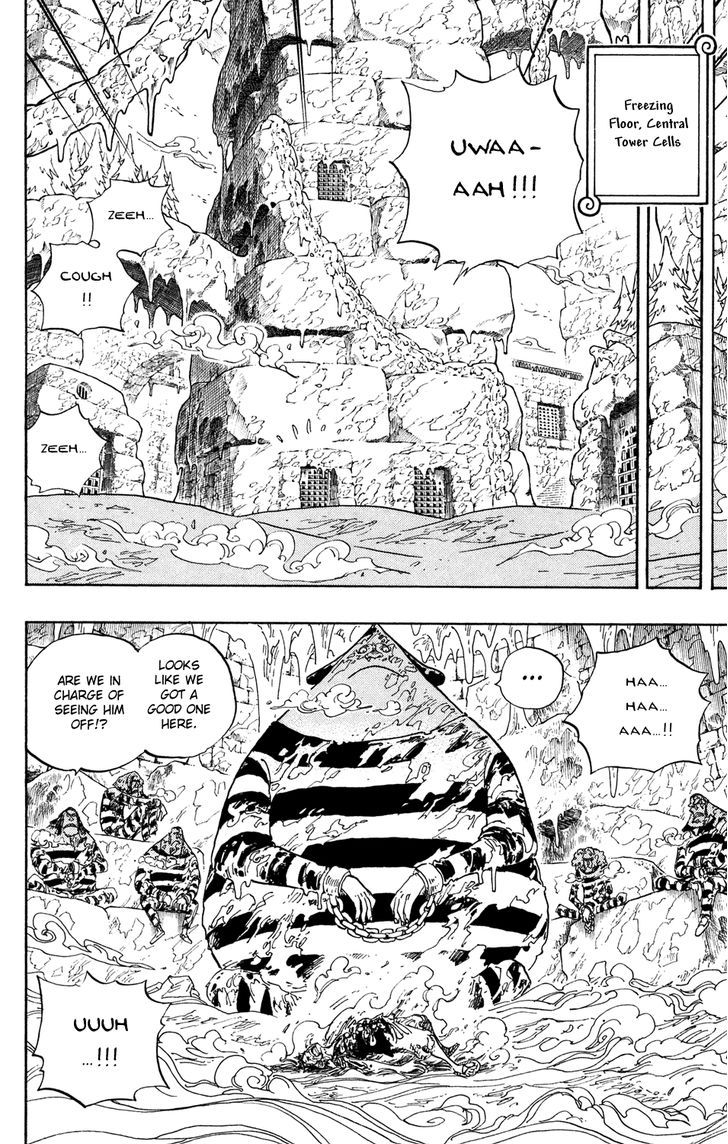 Freezing
Floor, Central
Tower Cells
UWAA-
AAH!!!
ZEEH...
COUGH
!!
ZEEH...
HAA...
HAA...
AAA...!!
...
LOOKS
LIKE WE
GOT A
GOOD ONE
HERE.
ARE WE IN
CHARGE OF
SEEING HIM
OFF!?
UUUH
...!!!